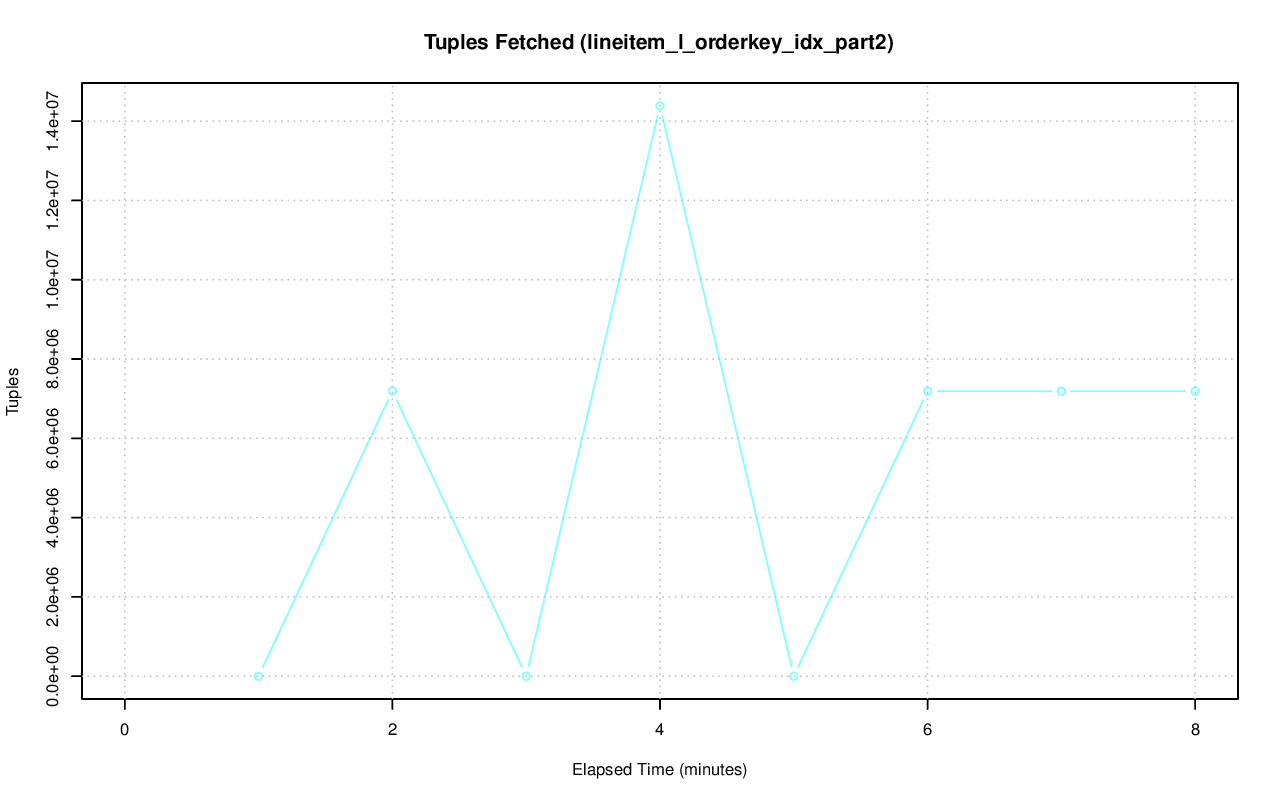 Tuples Fetched (lineitem_l_orderkey_idx_part2)
1.4e+07
1.2e+07
1.0e+07
8.0e+06
6.0e+06
4.0e+06
2.0e+06
0.0e+00
Tuples
0 2 4 6 8
Elapsed Time (minutes)